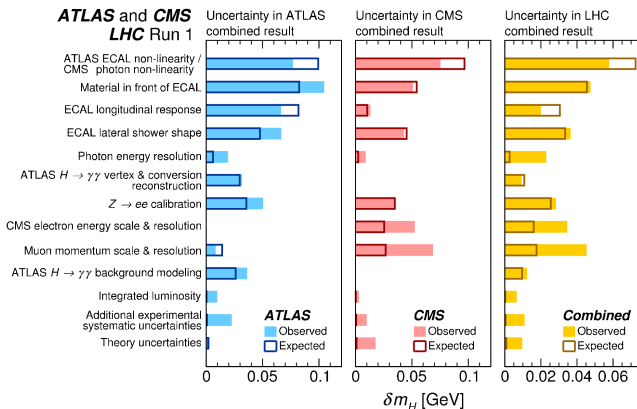 ATLAS and CMS
LHC Run 1
Uncertainty in ATLAS
combined result
Uncertainty in CMS
combined result
Uncertainty in LHC
combined result
ATLAS ECAL non-linearity /
CMS photon non-linearity
Material in front of ECAL
ECAL longitudinal response
ECAL lateral shower shape
Photon energy resolution
ATLAS H → γγ vertex & conversion
reconstruction
Z → ee calibration
CMS electron energy scale & resolution
Muon momentum scale & resolution
ATLAS H → γγ background modeling
Integrated luminosity
Additional experimental
systematic uncertainties
Theory uncertainties
ATLAS
Observed
Expected
CMS
Observed
Expected
Combined
Observed
Expected
0 0.05 0.1
0 0.05 0.1
0 0.02 0.04 0.06
δm_H [GeV]